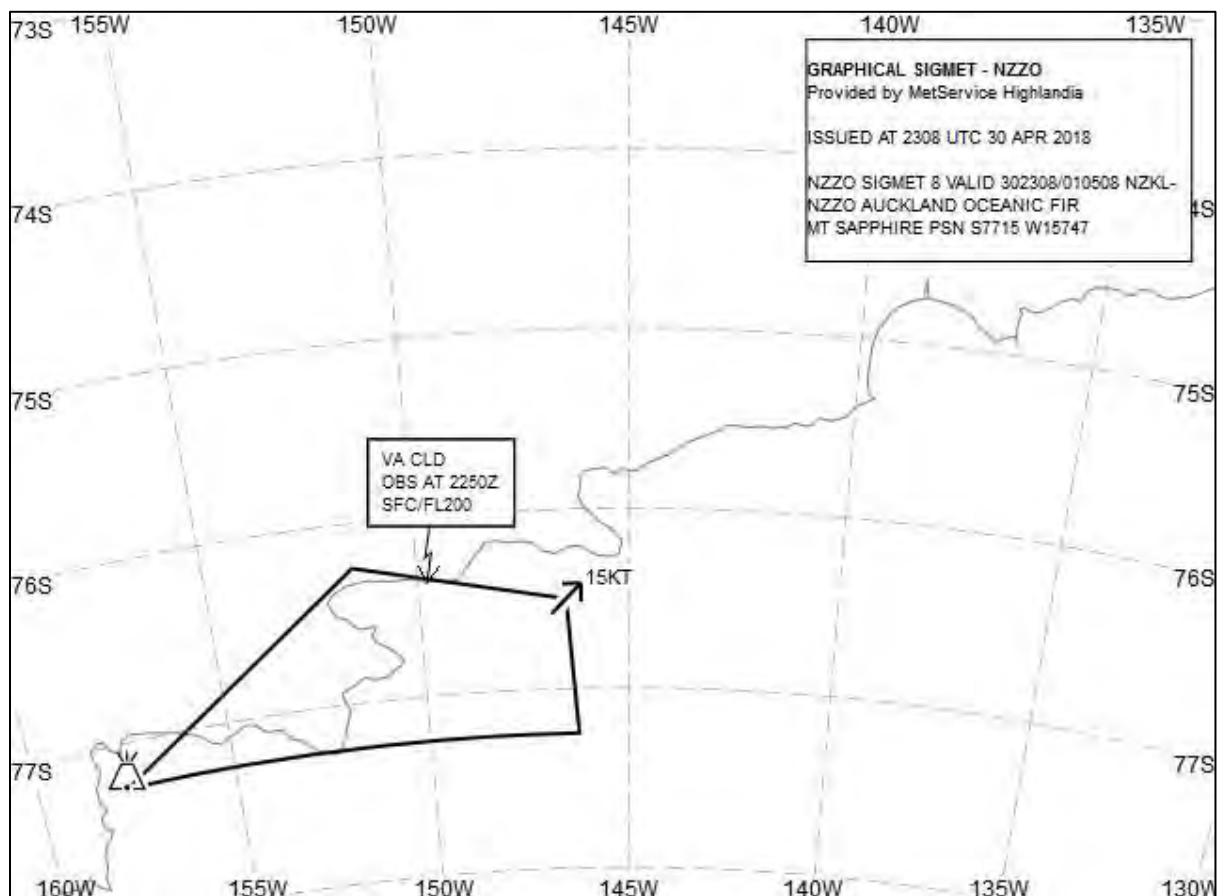 73S 155W 150W 145W 140W 135W
GRAPHICAL SIGMET - NZZO
Provided by MetService Highlandia
ISSUED AT 2308 UTC 30 APR 2018
NZZO SIGMET 8 VALID 302308/010508 NZKL-
NZZO AUCKLAND OCEANIC FIR
MT SAPPHIRE PSN S7715 W15747
74S 4S
75S 75S
VA CLD
OBS AT 2250Z
SFC/FL200
76S 15KT 76S
77S 77S
160W 155W 150W 145W 140W 135W 130W